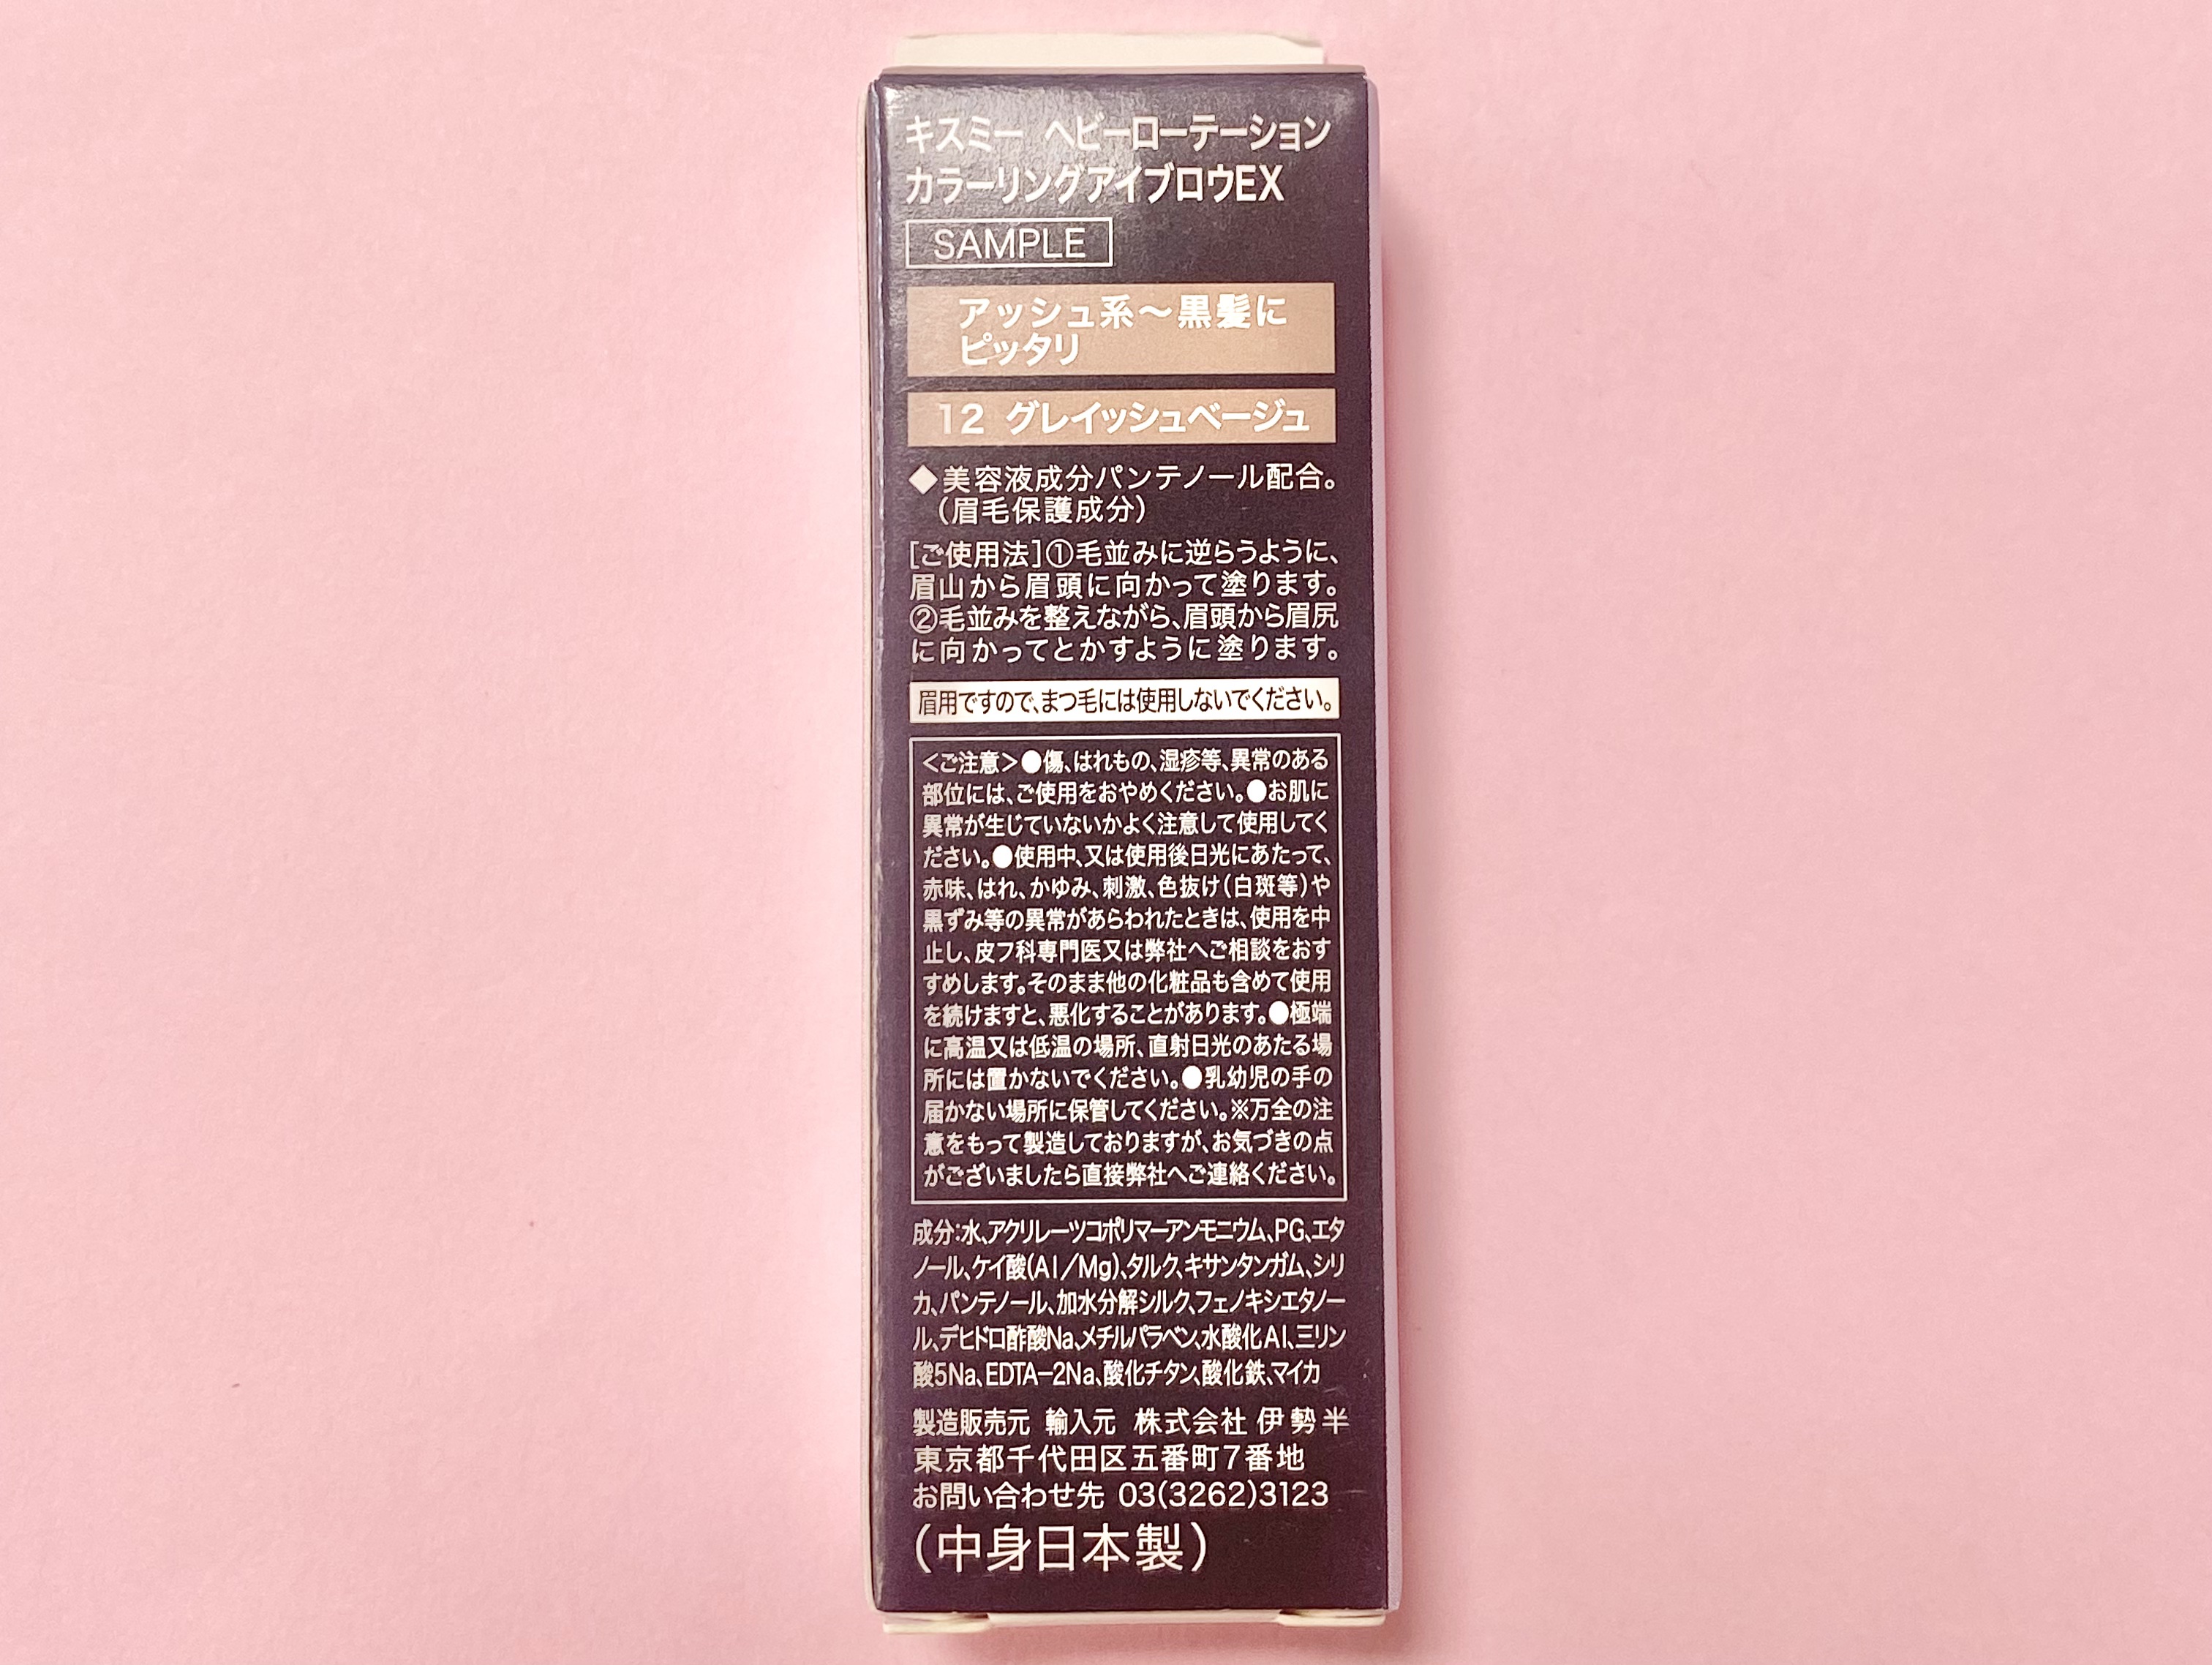 キスミー ヘビーローテーション
カラーリングアイブロウEX
SAMPLE
アッシュ系～黒髪に
ピッタリ
12 グレイッシュベージュ
◆美容液成分パンテノール配合。
(眉毛保護成分)
[ご使用法]①毛並みに逆らうように、
眉山から眉頭に向かって塗ります。
②毛並みを整えながら、眉頭から眉尻
に向かってとかすように塗ります。
眉用ですので、まつ毛には使用しないでください。
＜ご注意＞●傷、はれもの、湿疹等、異常のある
部位には、ご使用をおやめください。●お肌に
異常が生じていないかよく注意して使用してく
ださい。●使用中、又は使用後日光にあたって、
赤味、はれ、かゆみ、刺激、色抜け(白斑等)や
黒ずみ等の異常があらわれたときは、使用を中
止し、皮フ科専門医又は弊社へご相談をおす
すめします。そのまま他の化粧品も含めて使用
を続けますと、悪化することがあります。●極端
に高温又は低温の場所、直射日光のあたる場
所には置かないでください。●乳幼児の手の
届かない場所に保管してください。※万全の注
意をもって製造しておりますが、お気づきの点
がございましたら直接弊社へご連絡ください。
成分:水、アクリレーツコポリマーアンモニウム、PG、エタ
ノール、ケイ酸(Al／Mg)、タルク、キサンタンガム、シリ
カ、パンテノール、加水分解シルク、フェノキシエタノー
ル、デヒドロ酢酸Na、メチルパラベン、水酸化Al、三リン
酸5Na、EDTA−2Na、酸化チタン、酸化鉄、マイカ
製造販売元 輸入元 株式会社 伊勢半
東京都千代田区五番町7番地
お問い合わせ先 03(3262)3123
(中身日本製)